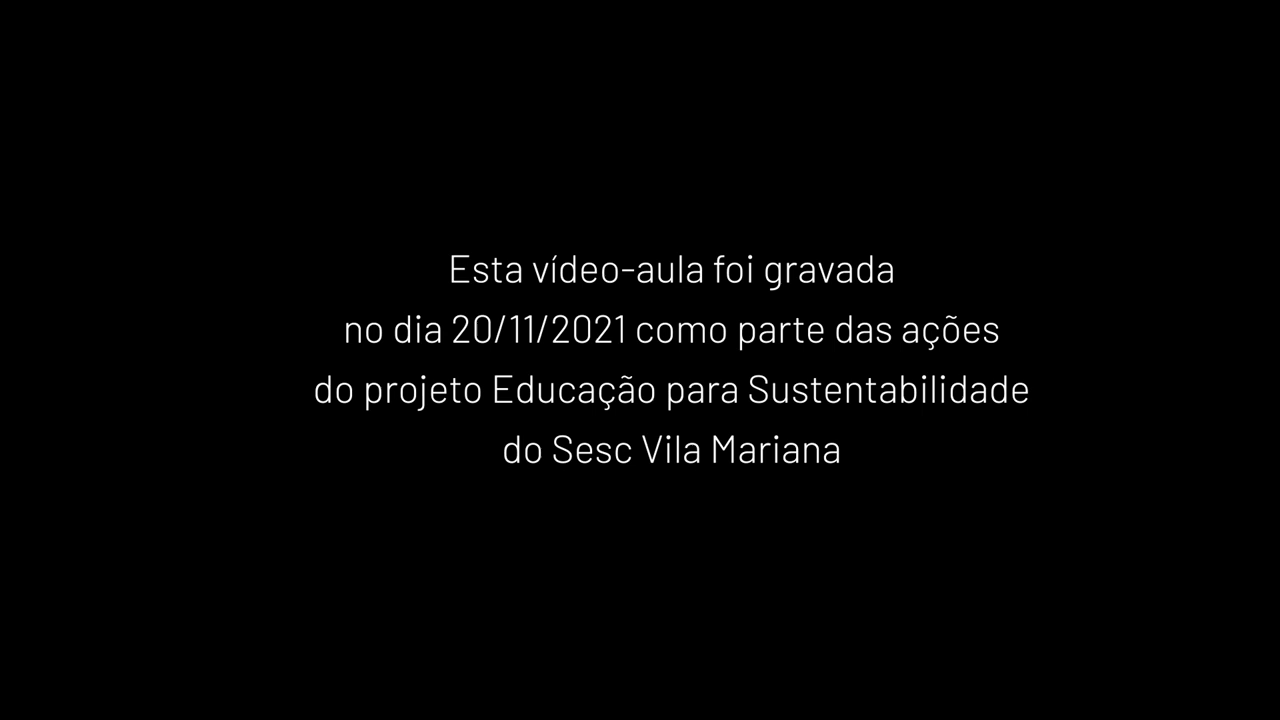 Esta vídeo-aula foi gravada
no dia 20/11/2021 como parte das ações
do projeto Educação para Sustentabilidade
do Sesc Vila Mariana